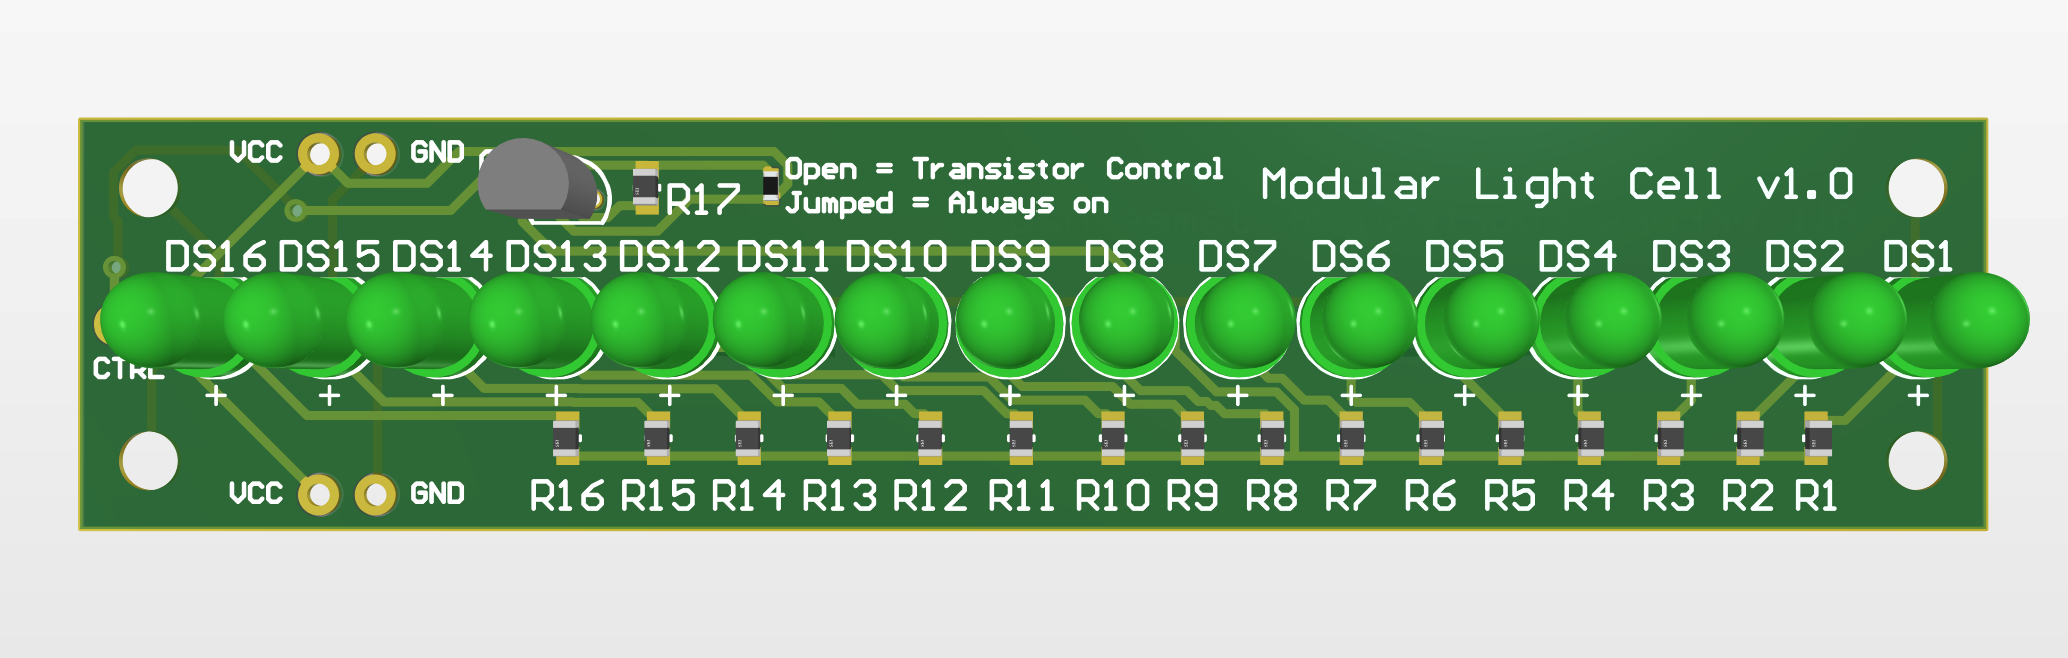 VCC GND
Open = Transistor Control
Jumped = Always on
R17
Modular Light Cell v1.0
DS16 DS15 DS14 DS13 DS12 DS11 DS10 DS9 DS8 DS7 DS6 DS5 DS4 DS3 DS2 DS1
CTRL
+ + + + + + + + + + + + + + + +
VCC GND
R16 R15 R14 R13 R12 R11 R10 R9 R8 R7 R6 R5 R4 R3 R2 R1